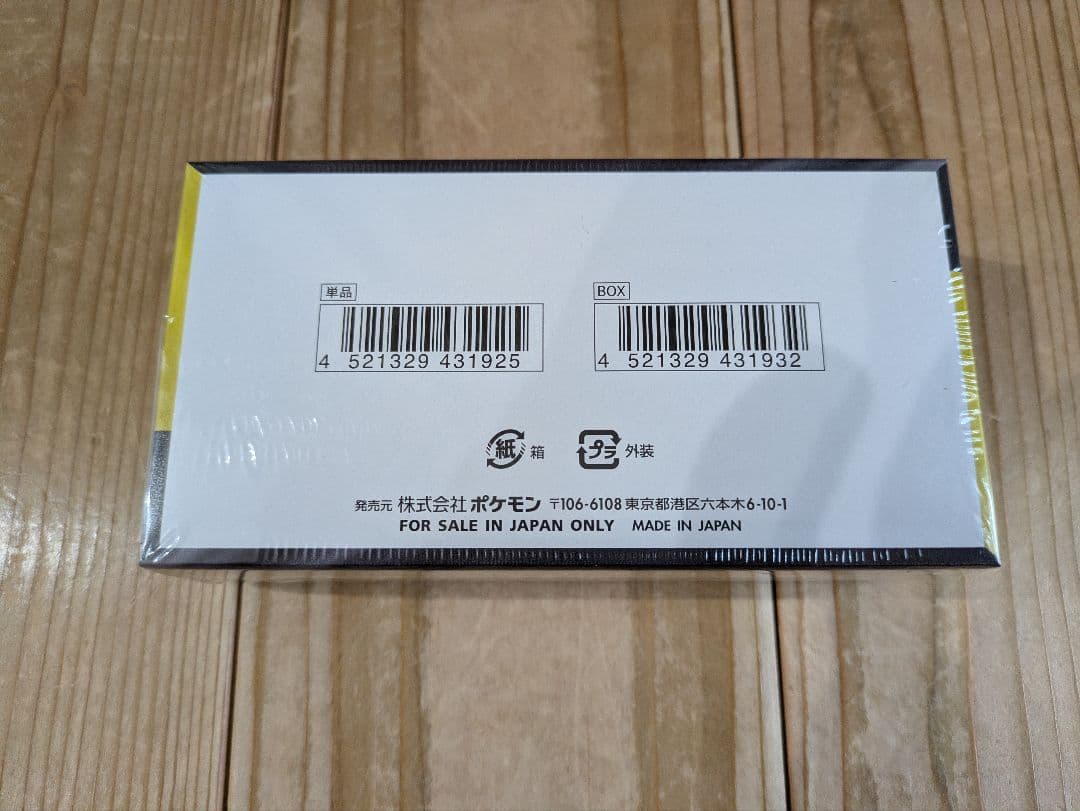 単品
BOX
4 521329 431925
4 521329 431932
紙 箱
プラ 外装
発売元 株式会社ポケモン 〒106-6108 東京都港区六本木6-10-1
FOR SALE IN JAPAN ONLY MADE IN JAPAN